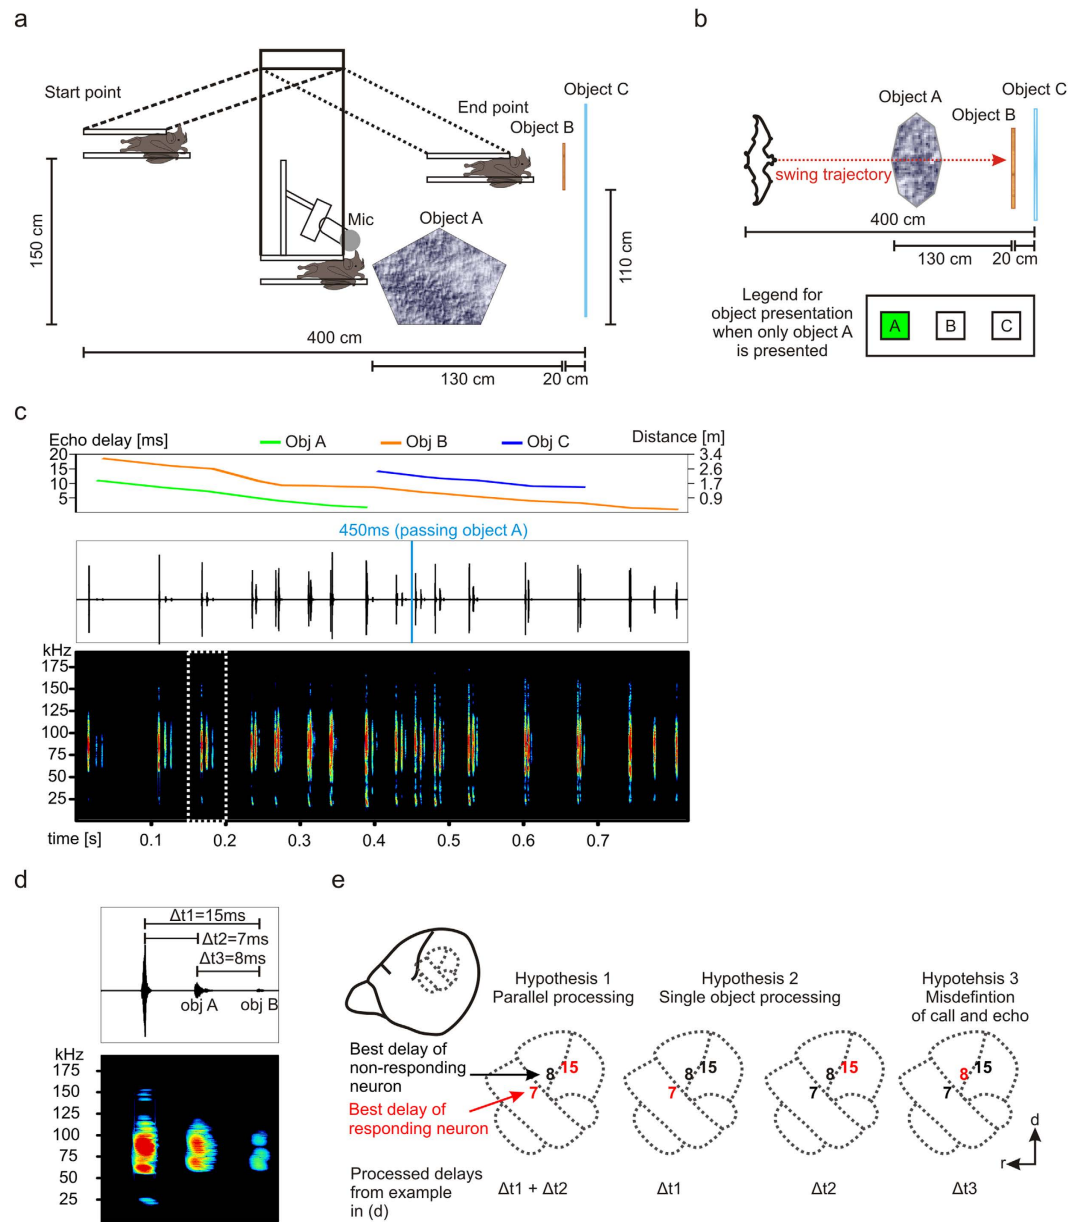 a
Start point
End point
Object C
Object B
Mic
Object A
150 cm
110 cm
400 cm
130 cm
20 cm
b
Object C
Object A
Object B
swing trajectory
400 cm
130 cm
20 cm
Legend for
object presentation
when only object A
is presented
A
B
C
c
Echo delay [ms]
Obj A
Obj B
Obj C
Distance [m]
20
15
10
5
3.4
2.6
1.7
0.9
450ms (passing object A)
kHz
175
150
125
100
75
50
25
time [s]
0.1
0.2
0.3
0.4
0.5
0.6
0.7
d
Δt1=15ms
Δt2=7ms
Δt3=8ms
obj A
obj B
kHz
175
150
125
100
75
50
25
e
Hypothesis 1
Parallel processing
Hypothesis 2
Single object processing
Hypotehsis 3
Misdefintion
of call and echo
Best delay of
non-responding
neuron
Best delay of
responding neuron
8 15
7
8 15
7
8 15
7
8 15
7
d
r
Processed delays
from example
in (d)
Δt1 + Δt2
Δt1
Δt2
Δt3